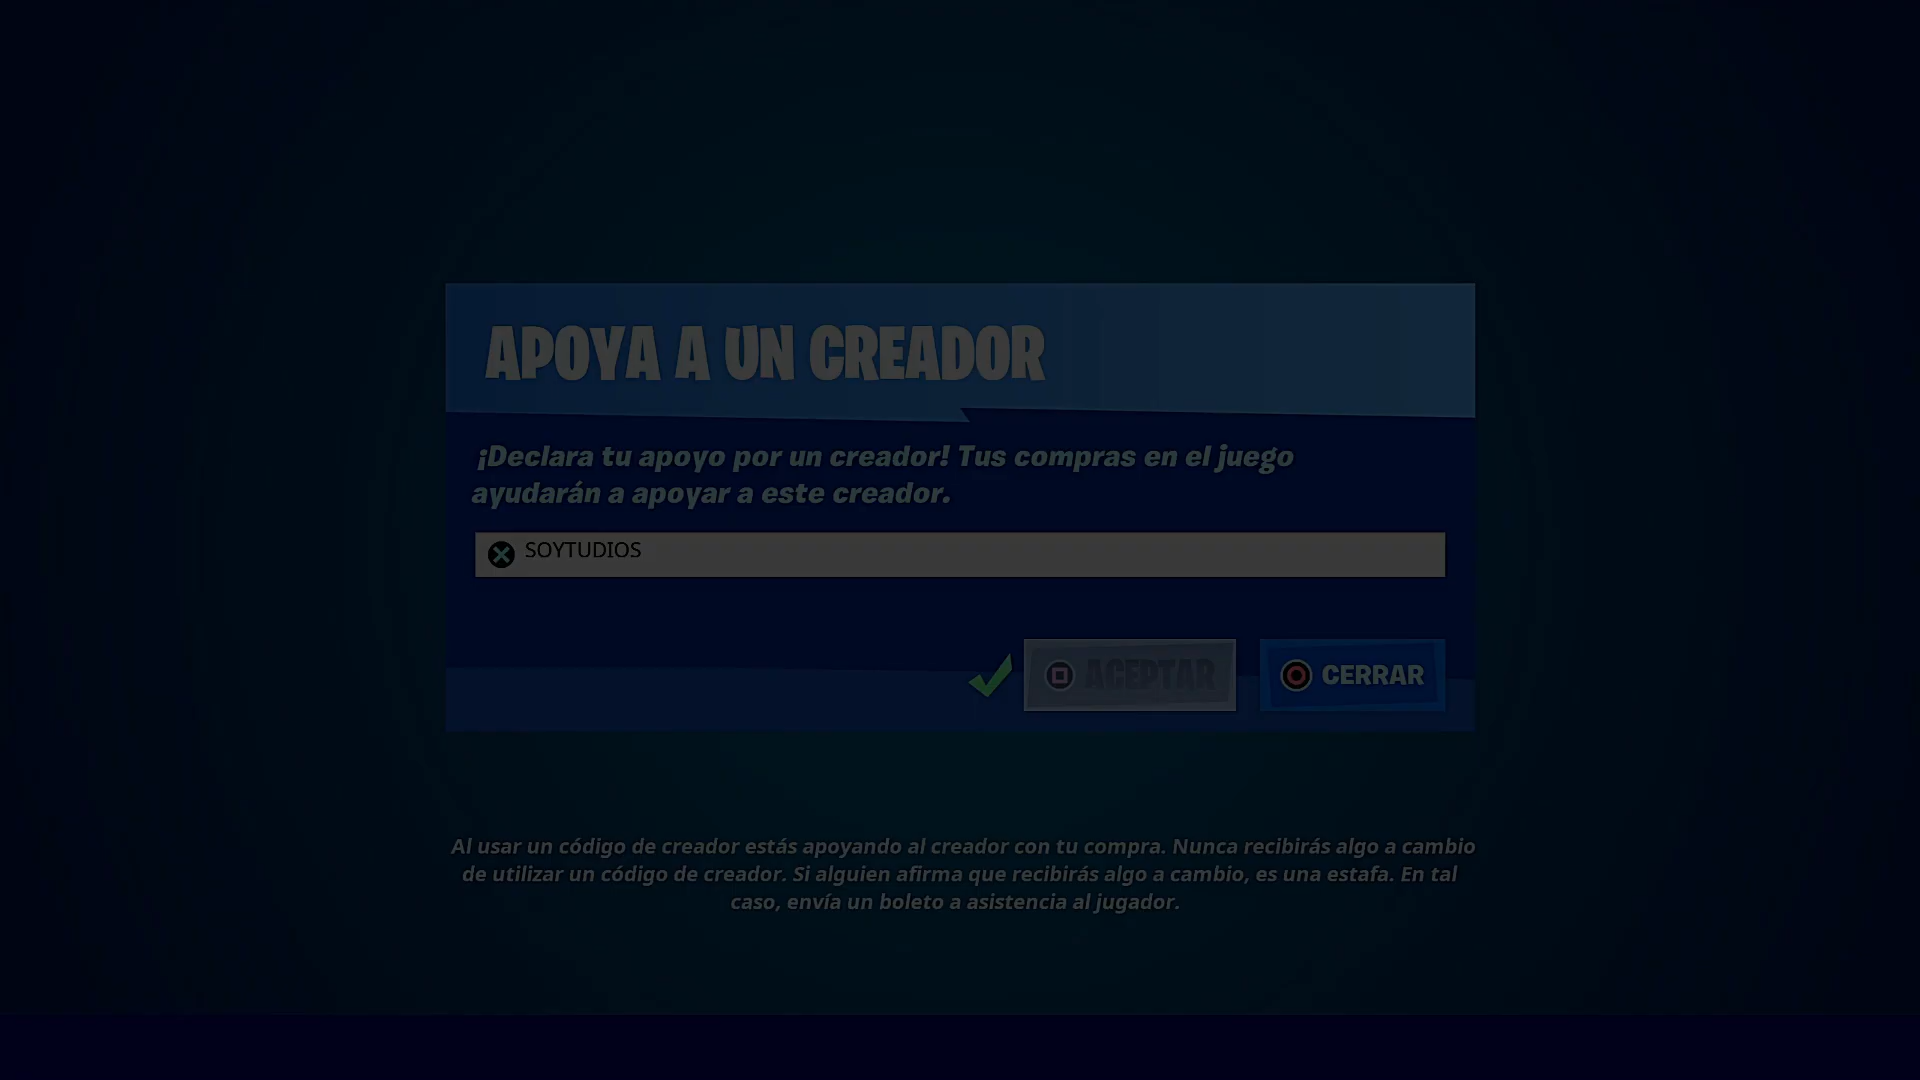 APOYA A UN CREADOR
¡Declara tu apoyo por un creador! Tus compras en el juego
ayudarán a apoyar a este creador.
SOYTUDIOS
ACEPTAR
CERRAR
Al usar un código de creador estás apoyando al creador con tu compra. Nunca recibirás algo a cambio
de utilizar un código de creador. Si alguien afirma que recibirás algo a cambio, es una estafa. En tal
caso, envía un boleto a asistencia al jugador.